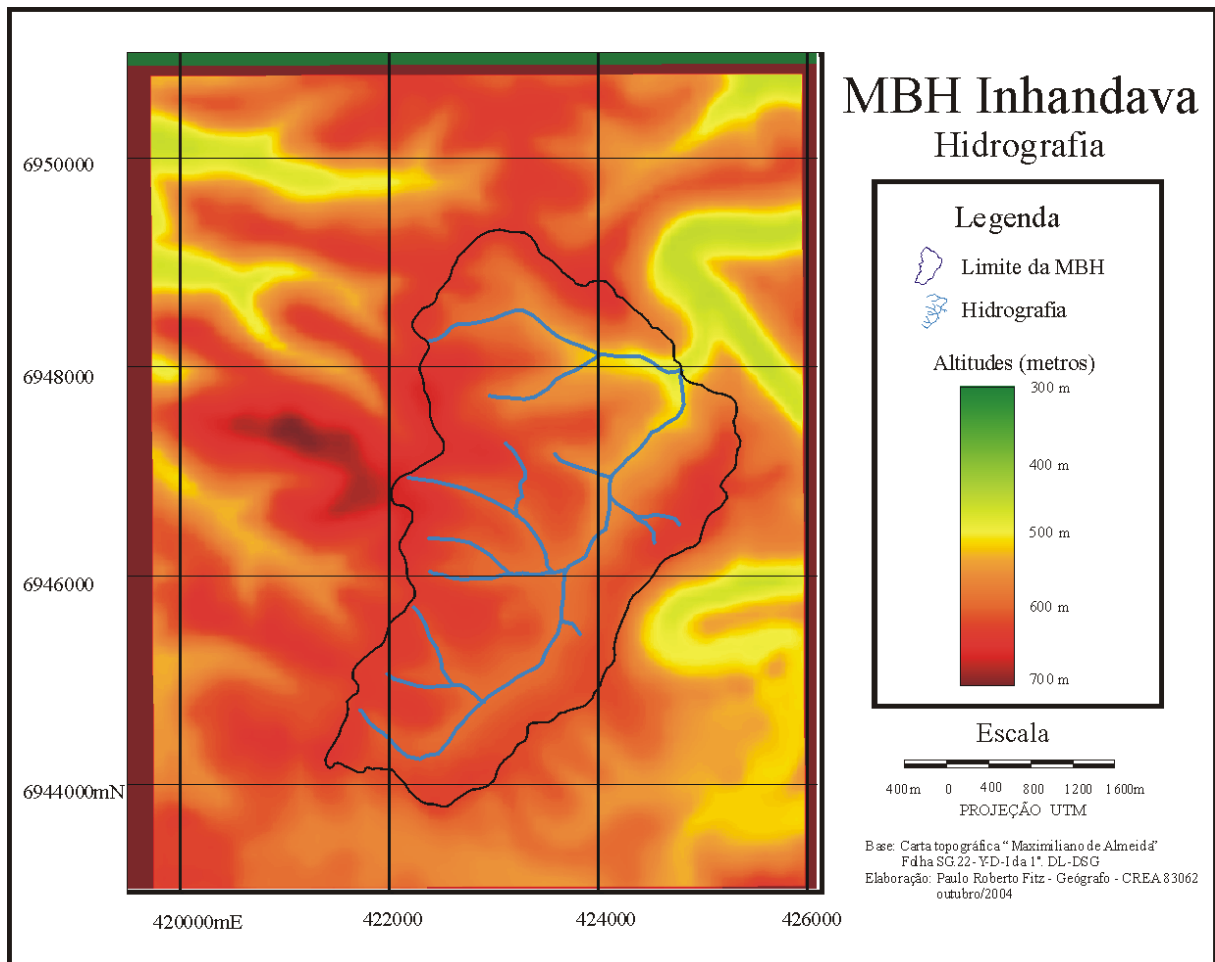 MBH Inhandava
Hidrografia
Legenda
Limite da MBH
Hidrografia
Altitudes (metros)
300 m
400 m
500 m
600 m
700 m
Escala
400 m 0 400 800 1200 1600m
PROJEÇÃO UTM
Base: Carta topográfica "Maximiliano de Almeida"
Folha SG.22-Y-D-I da 1ª. DL-DSG
Elaboração: Paulo Roberto Fitz - Geógrafo - CREA 83062
outubro/2004
6950000
6948000
6946000
6944000mN
420000mE 422000 424000 426000